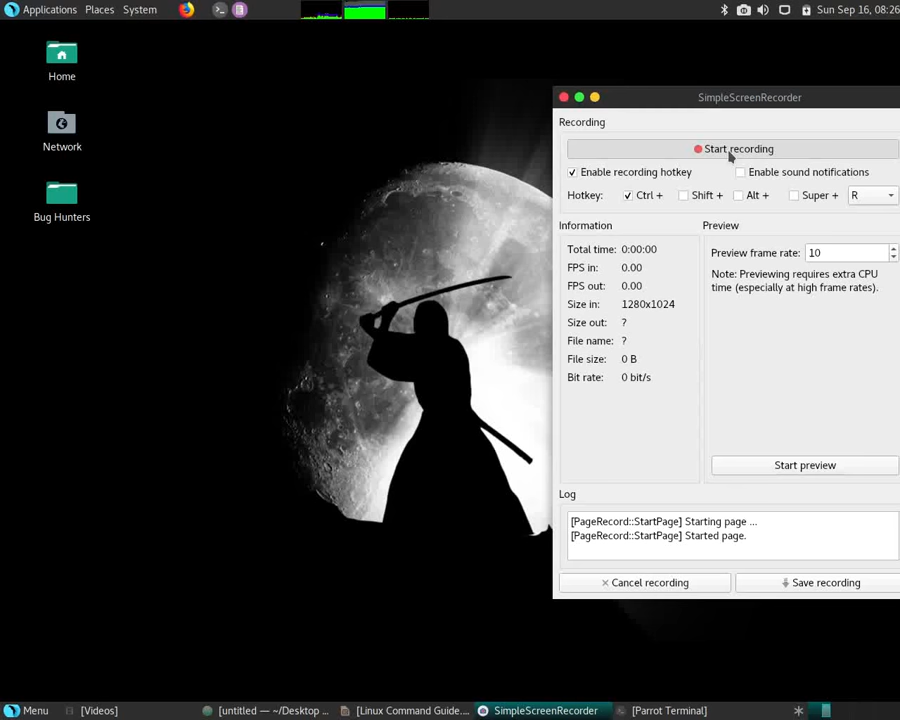 Applications Places System
Sun Sep 16, 08:26
Home
Network
Bug Hunters
SimpleScreenRecorder
Recording
Start recording
Enable recording hotkey
Enable sound notifications
Hotkey: Ctrl + Shift + Alt + Super + R
Information
Preview
Total time: 0:00:00
FPS in: 0.00
FPS out: 0.00
Size in: 1280x1024
Size out: ?
File name: ?
File size: 0 B
Bit rate: 0 bit/s
Preview frame rate: 10
Note: Previewing requires extra CPU
time (especially at high frame rates).
Start preview
Log
[PageRecord::StartPage] Starting page ...
[PageRecord::StartPage] Started page.
Cancel recording
Save recording
Menu [Videos] [untitled — ~/Desktop ... [Linux Command Guide.... SimpleScreenRecorder [Parrot Terminal]